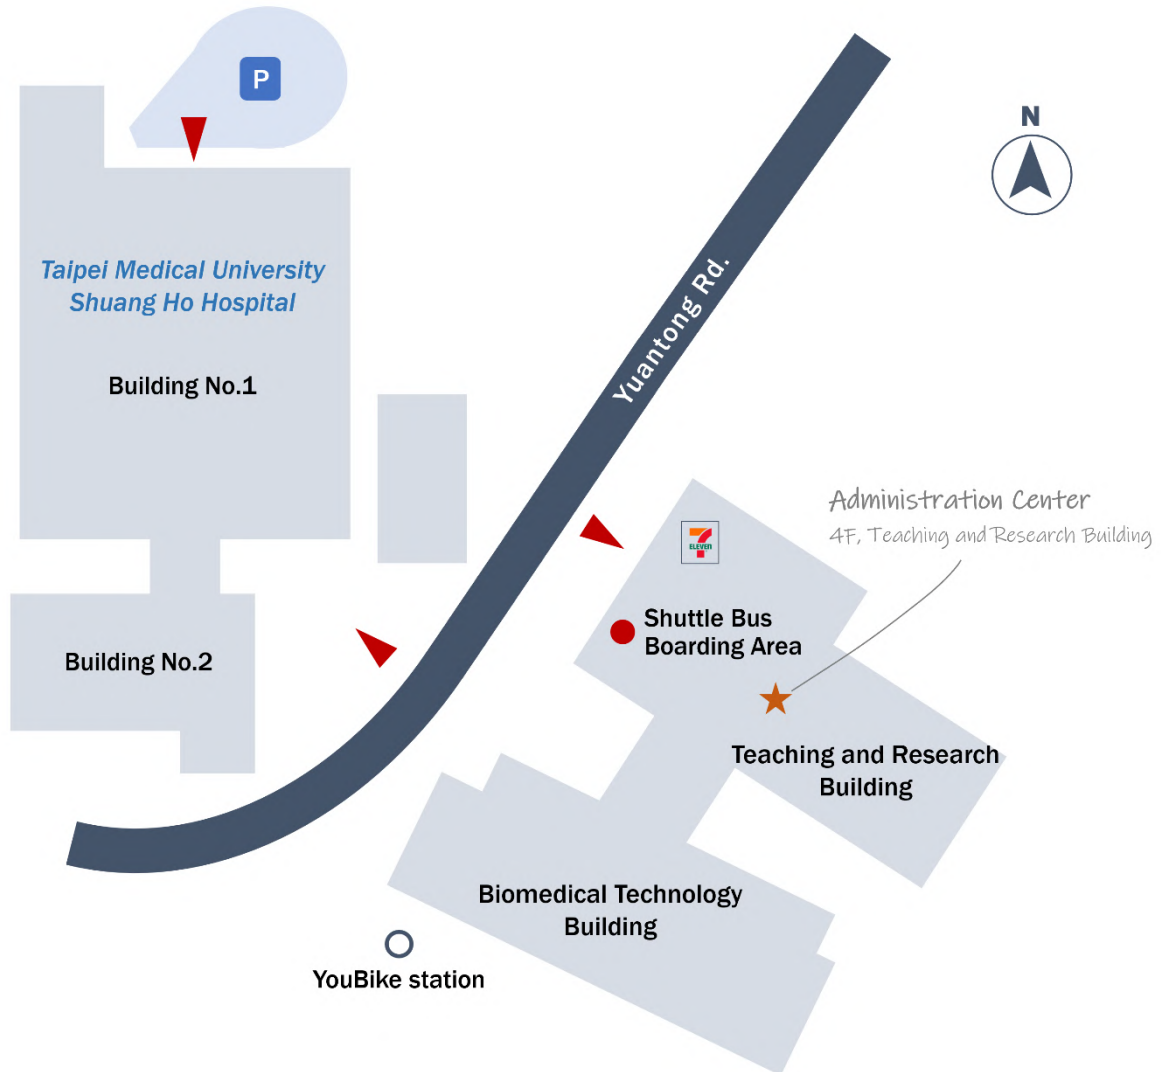 P
N
Taipei Medical University
Shuang Ho Hospital
Yuantong Rd.
Building No.1
Administration Center
4F, Teaching and Research Building
7
ELEVEN
Shuttle Bus
Boarding Area
Building No.2
Teaching and Research
Building
Biomedical Technology
Building
YouBike station